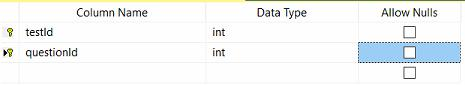 Column Name Data Type Allow Nulls
testId int
questionId int